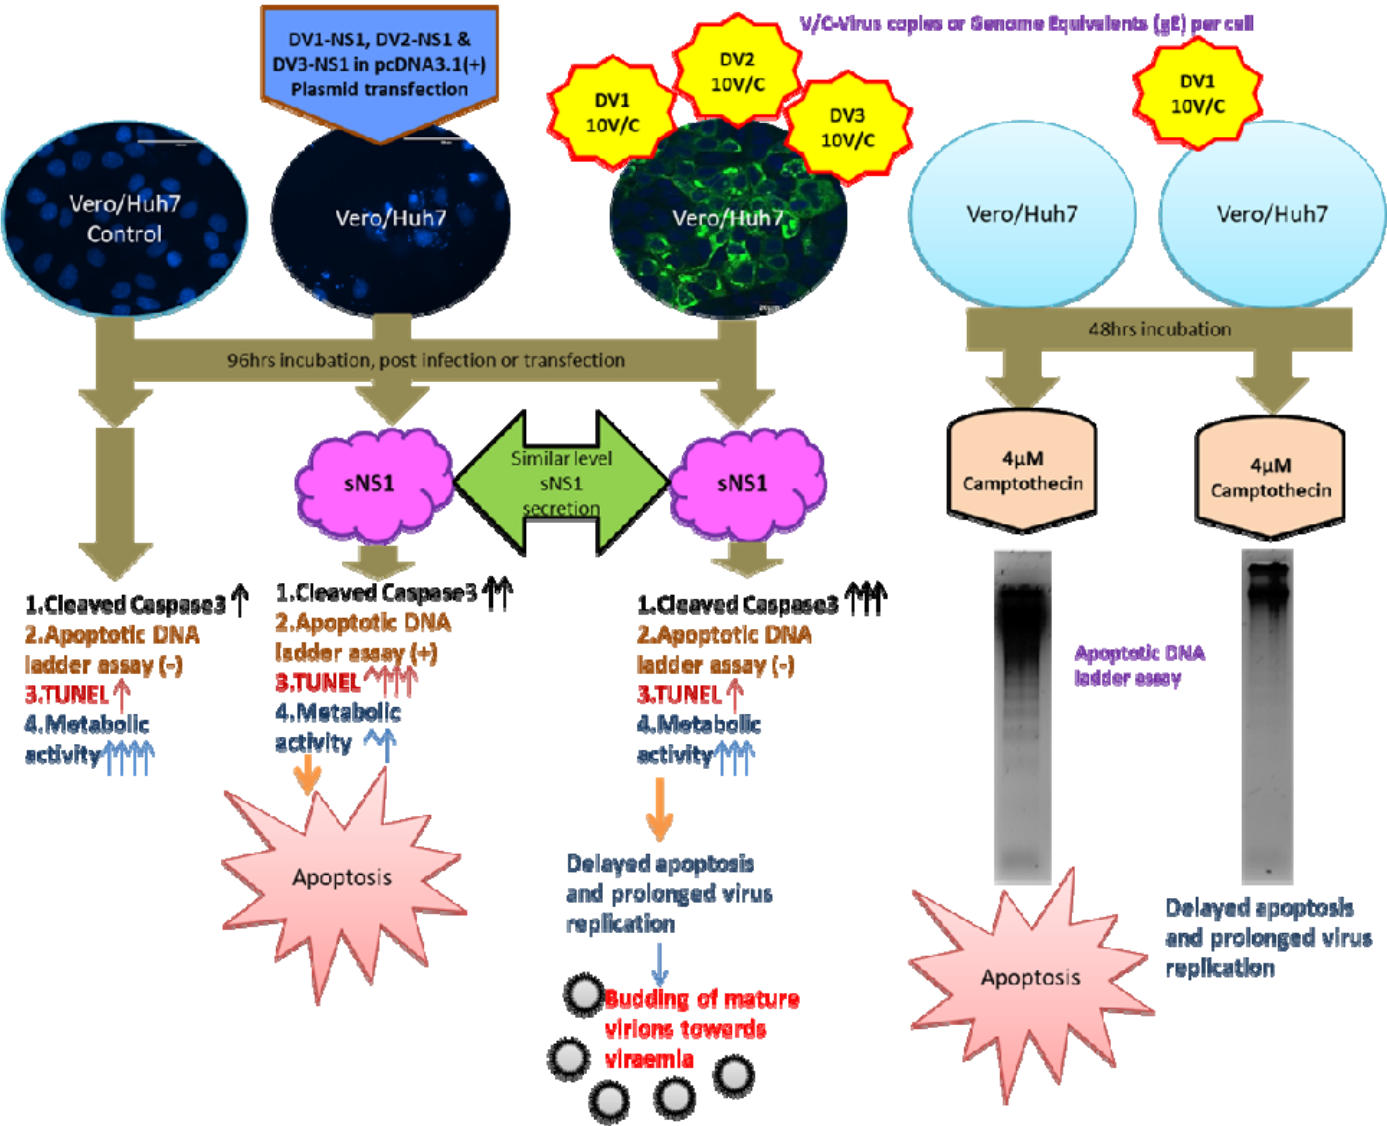 V/C-Virus copies or Genome Equivalents (gE) per cell
DV1-NS1, DV2-NS1 &
DV3-NS1 in pcDNA3.1(+)
Plasmid transfection
DV1
10V/C
DV2
10V/C
DV3
10V/C
DV1
10V/C
Vero/Huh7
Control
Vero/Huh7
Vero/Huh7
Vero/Huh7
Vero/Huh7
96hrs incubation, post infection or transfection
48hrs incubation
sNS1
Similar level
sNS1
secretion
sNS1
4μM
Camptothecin
4μM
Camptothecin
1.Cleaved Caspase3
2.Apoptotic DNA
ladder assay (-)
3.TUNEL
4.Metabolic
activity
1.Cleaved Caspase3
2.Apoptotic DNA
ladder assay (+)
3.TUNEL
4.Metabolic
activity
1.Cleaved Caspase3
2.Apoptotic DNA
ladder assay (-)
3.TUNEL
4.Metabolic
activity
Apoptotic DNA
ladder assay
Apoptosis
Delayed apoptosis
and prolonged virus
replication
Budding of mature
virions towards
viraemia
Apoptosis
Delayed apoptosis
and prolonged virus
replication